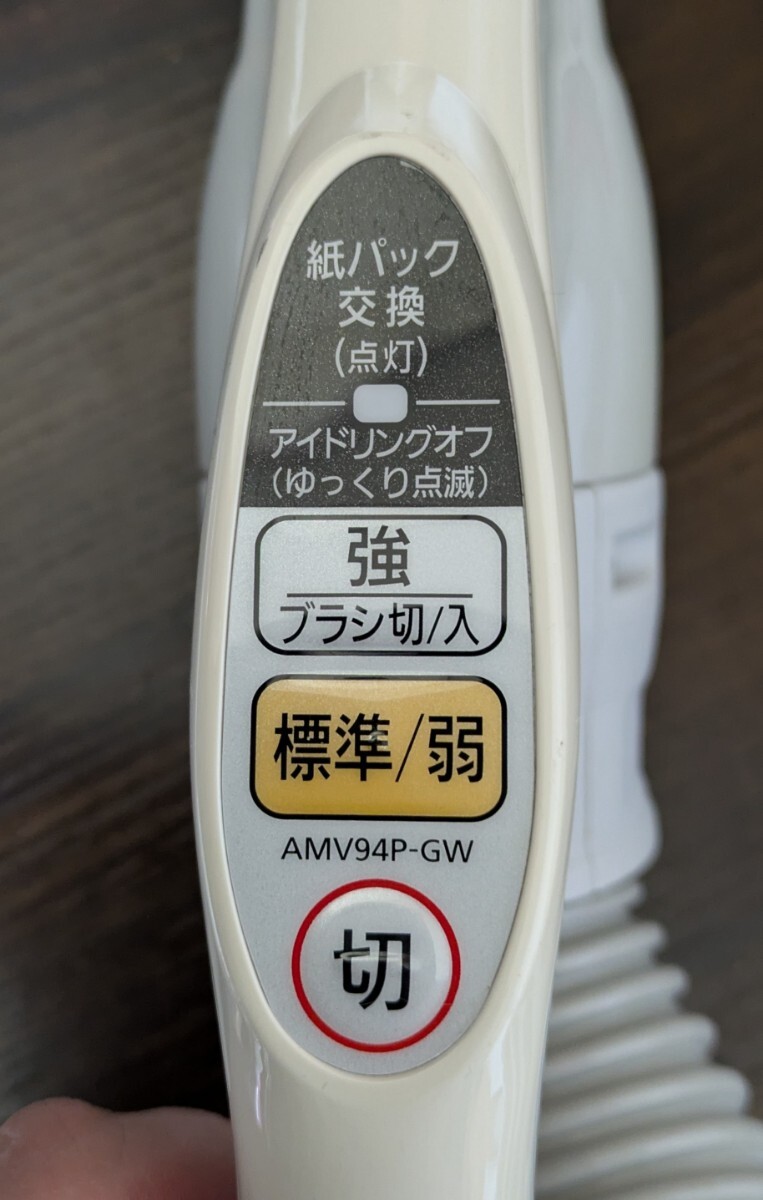 紙パック
交換
(点灯)
アイドリングオフ
(ゆっくり点滅)
強
ブラシ切/入
標準/弱
AMV94P-GW
切